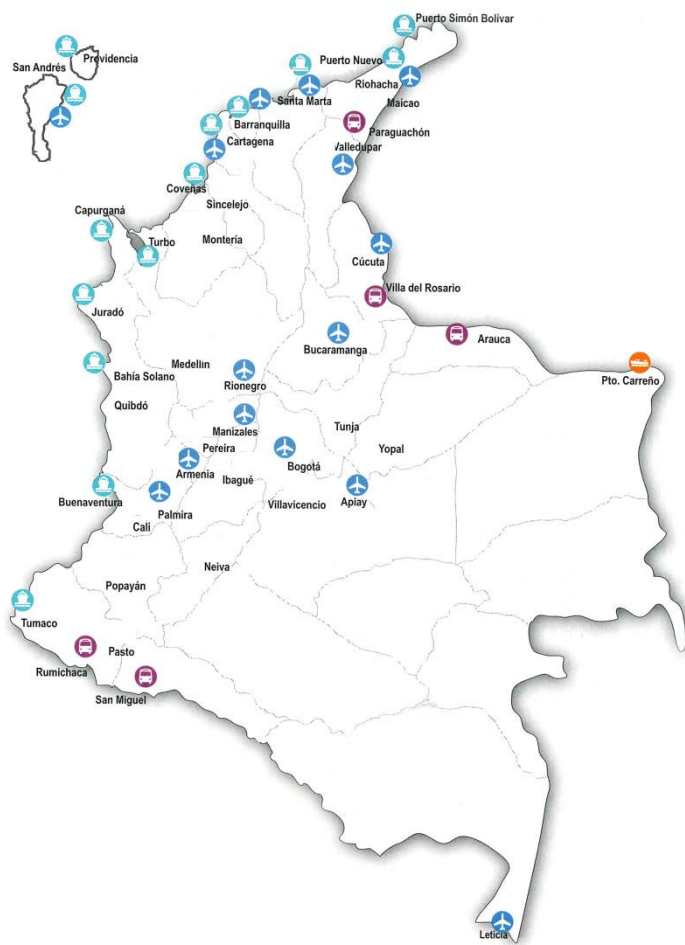 Puerto Simón Bolívar
Providencia
San Andrés
Puerto Nuevo
Riohacha
Santa Marta
Maicao
Barranquilla
Paraguachón
Cartagena
Valledupar
Coveñas
Sincelejo
Capurganá
Turbo
Montería
Cúcuta
Villa del Rosario
Juradó
Arauca
Bucaramanga
Medellin
Bahía Solano
Rionegro
Pto. Carreño
Quibdó
Manizales
Tunja
Pereira
Yopal
Bogotá
Armenia
Ibagué
Buenaventura
Villavicencio
Apiay
Palmira
Cali
Neiva
Popayán
Tumaco
Pasto
Rumichaca
San Miguel
Leticia